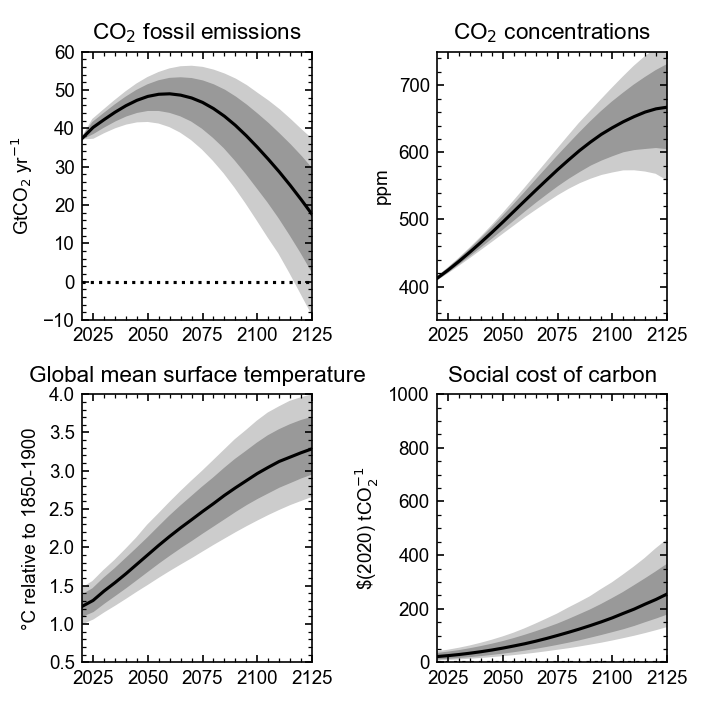 CO₂ fossil emissions
60
50
40
30
20
10
0
−10
GtCO₂ yr⁻¹
2025 2050 2075 2100 2125
CO₂ concentrations
700
600
500
400
ppm
2025 2050 2075 2100 2125
Global mean surface temperature
4.0
3.5
3.0
2.5
2.0
1.5
1.0
0.5
°C relative to 1850-1900
2025 2050 2075 2100 2125
Social cost of carbon
1000
800
600
400
200
0
$(2020) tCO₂⁻¹
2025 2050 2075 2100 2125